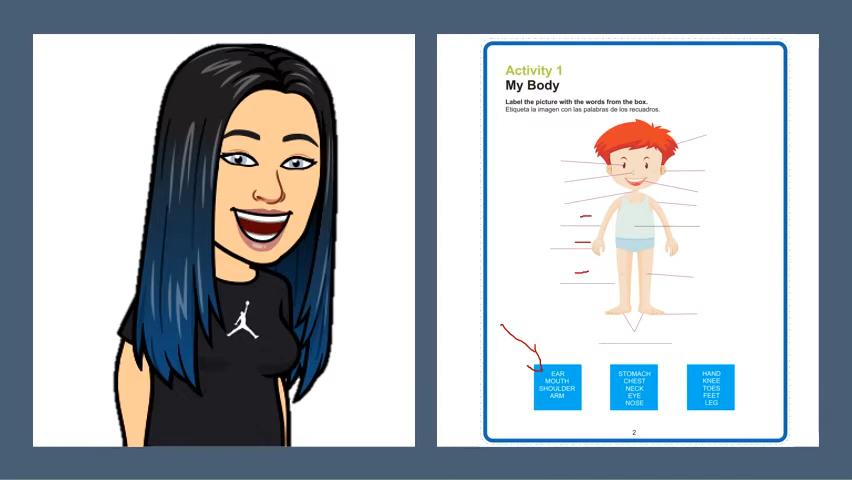 Activity 1
My Body
Label the picture with the words from the box.
Etiqueta la imagen con las palabras de los recuadros.
EAR
MOUTH
SHOULDER
ARM
STOMACH
CHEST
NECK
EYE
NOSE
HAND
KNEE
TOES
FEET
LEG
2